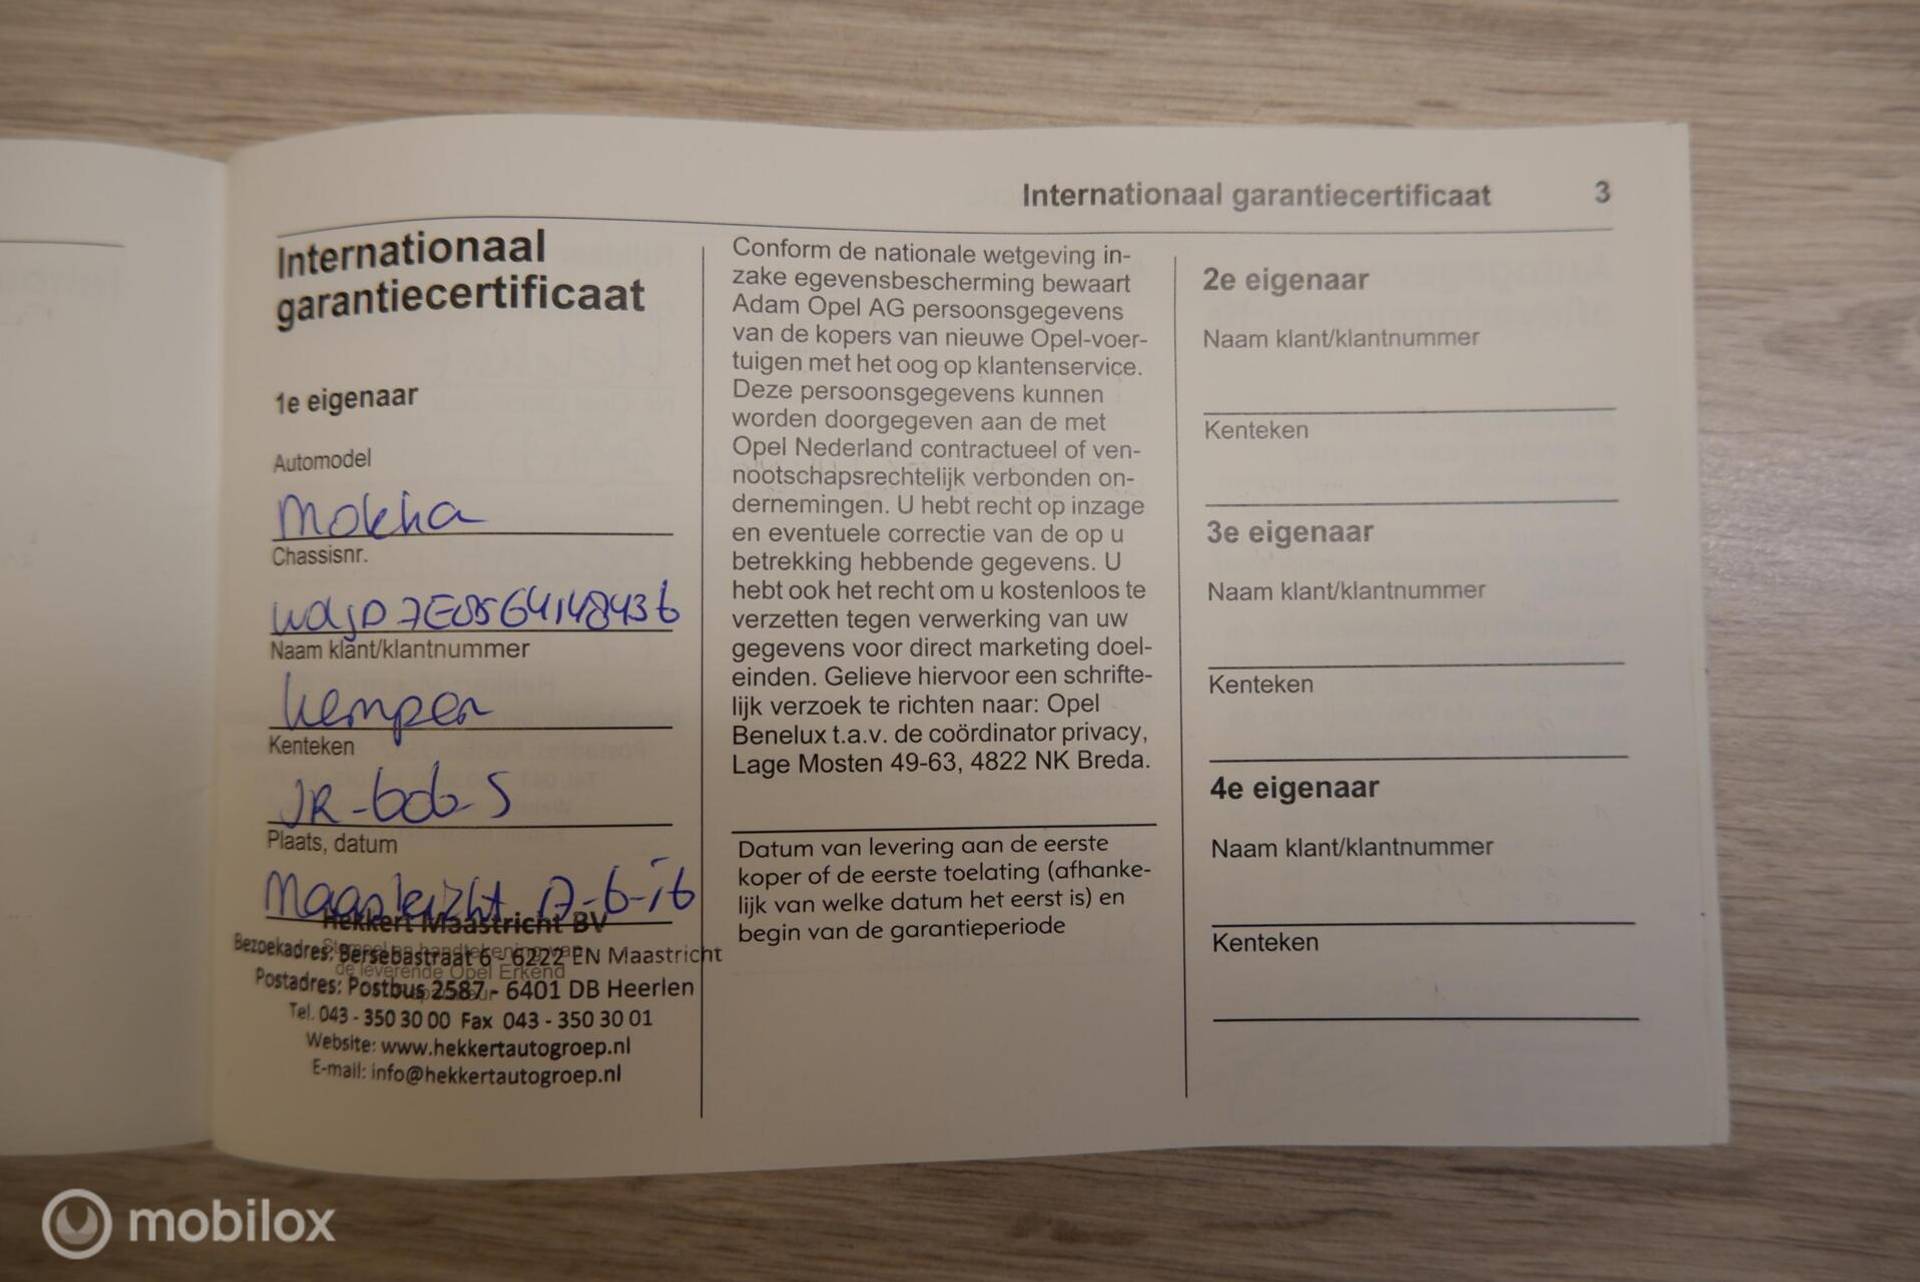 Internationaal garantiecertificaat 3
Internationaal
garantiecertificaat
1e eigenaar
Automodel
Mokka
Chassisnr.
Naam klant/klantnummer
Kempen
Kenteken
JR-606-S
Plaats, datum
Maastricht 17-6-16
Hekkert Maastricht BV
Stempel en handtekening van
Bezoekadres: Bersebastraat 6 - 6222 EN Maastricht
de leverende Opel Erkend
Postadres: Postbus 2587 - 6401 DB Heerlen
Tel. 043 - 350 30 00 Fax 043 - 350 30 01
Website: www.hekkertautogroep.nl
E-mail: info@hekkertautogroep.nl
Conform de nationale wetgeving in-
zake egevensbescherming bewaart
Adam Opel AG persoonsgegevens
van de kopers van nieuwe Opel-voer-
tuigen met het oog op klantenservice.
Deze persoonsgegevens kunnen
worden doorgegeven aan de met
Opel Nederland contractueel of ven-
nootschapsrechtelijk verbonden on-
dernemingen. U hebt recht op inzage
en eventuele correctie van de op u
betrekking hebbende gegevens. U
hebt ook het recht om u kostenloos te
verzetten tegen verwerking van uw
gegevens voor direct marketing doel-
einden. Gelieve hiervoor een schrifte-
lijk verzoek te richten naar: Opel
Benelux t.a.v. de coördinator privacy,
Lage Mosten 49-63, 4822 NK Breda.
Datum van levering aan de eerste
koper of de eerste toelating (afhanke-
lijk van welke datum het eerst is) en
begin van de garantieperiode
2e eigenaar
Naam klant/klantnummer
Kenteken
3e eigenaar
Naam klant/klantnummer
Kenteken
4e eigenaar
Naam klant/klantnummer
Kenteken
mobilox